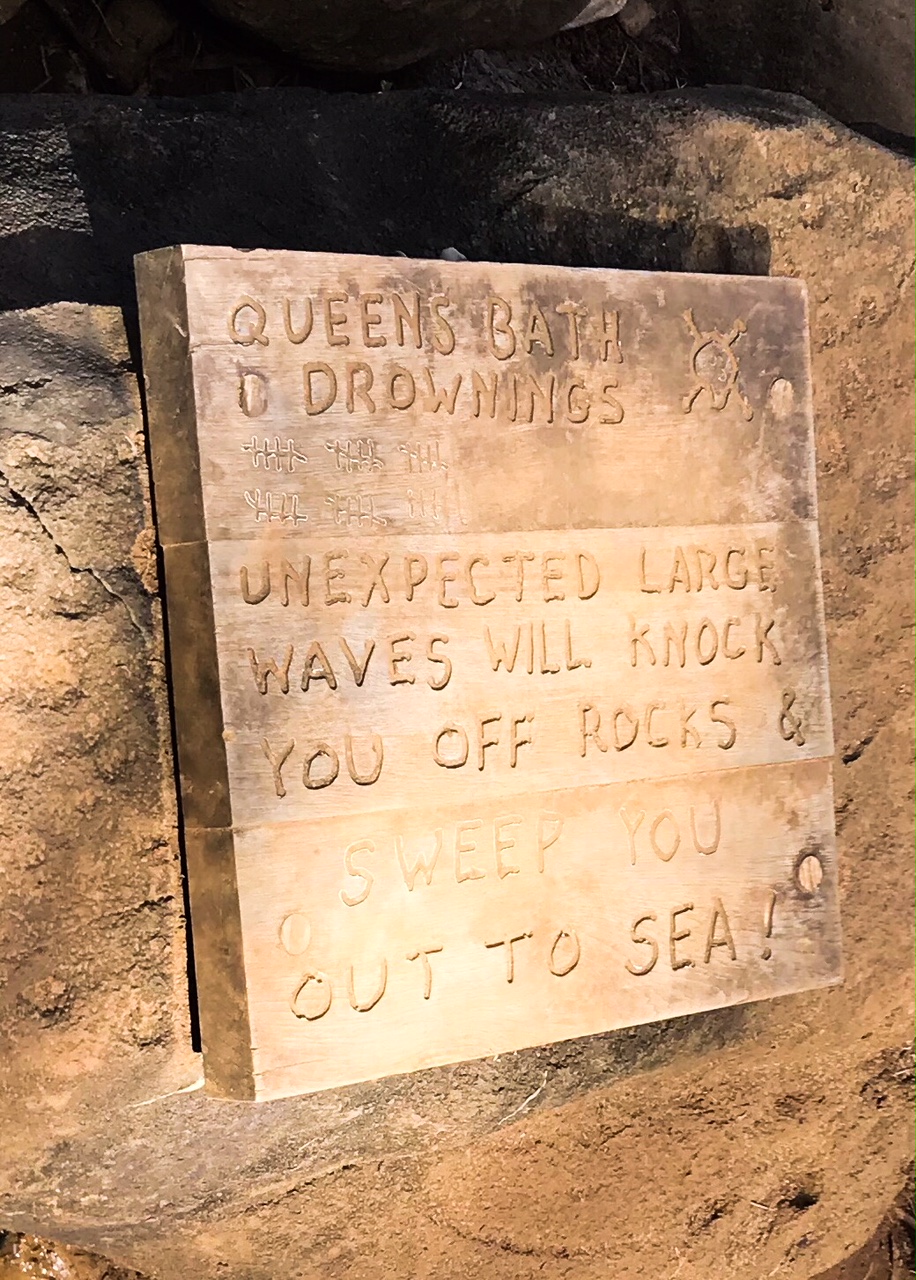 QUEENS BATH
DROWNINGS
UNEXPECTED LARGE
WAVES WILL KNOCK
YOU OFF ROCKS &
SWEEP YOU
OUT TO SEA!